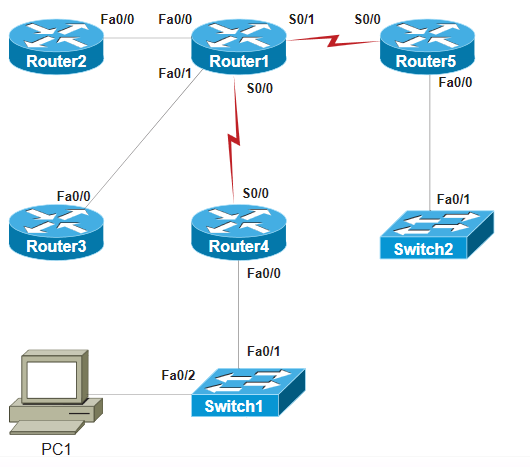 Fa0/0 Fa0/0 S0/1 S0/0
Router2 Router1 Router5
Fa0/1 S0/0 Fa0/0
Fa0/0 S0/0 Fa0/1
Router3 Router4 Switch2
Fa0/0
Fa0/1
Fa0/2
Switch1
PC1